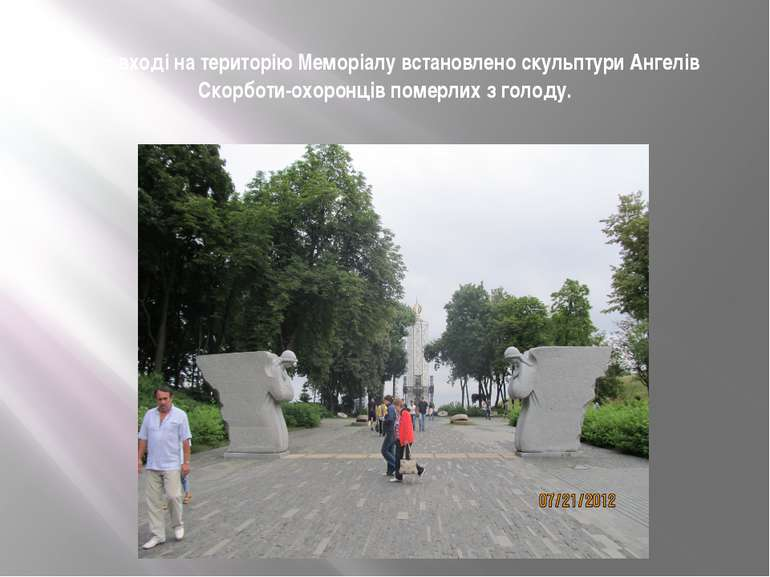 вході на територію Меморіалу встановлено скульптури Ангелів
Скорботи-охоронців померлих з голоду.
07/21/2012